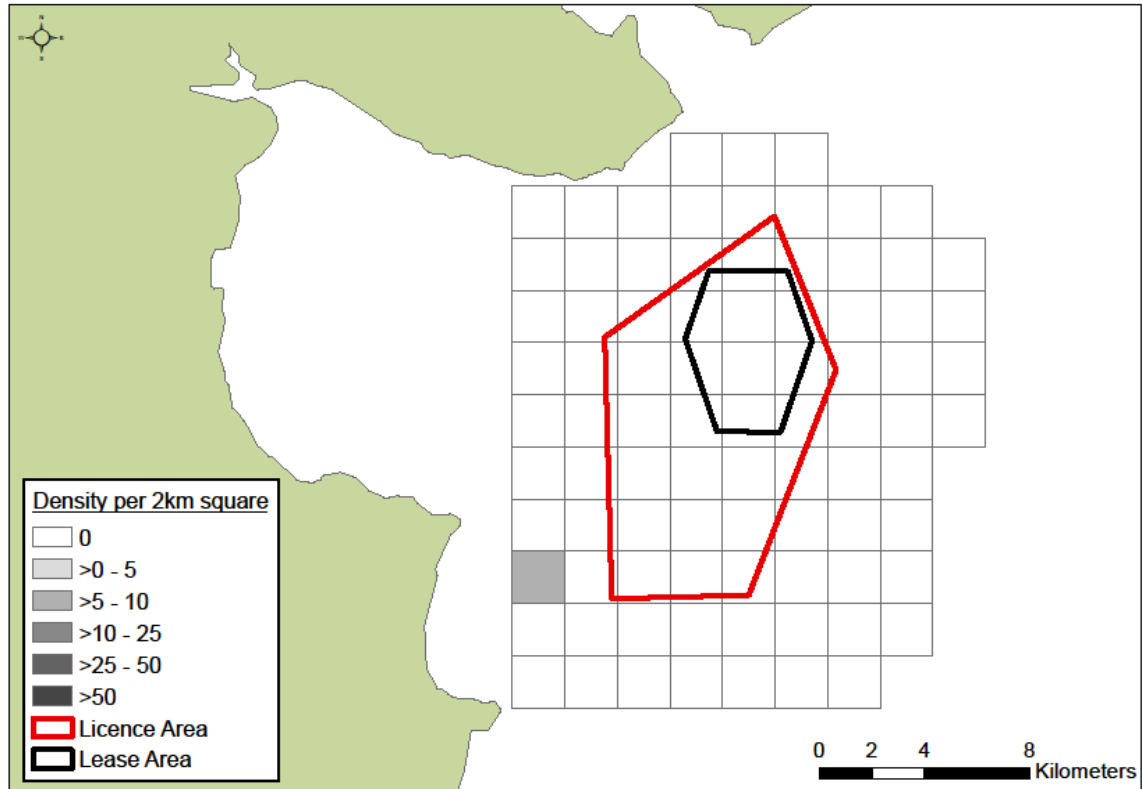 N
W E
S
Density per 2km square
0
>0 - 5
>5 - 10
>10 - 25
>25 - 50
>50
Licence Area
Lease Area
0 2 4 8
Kilometers